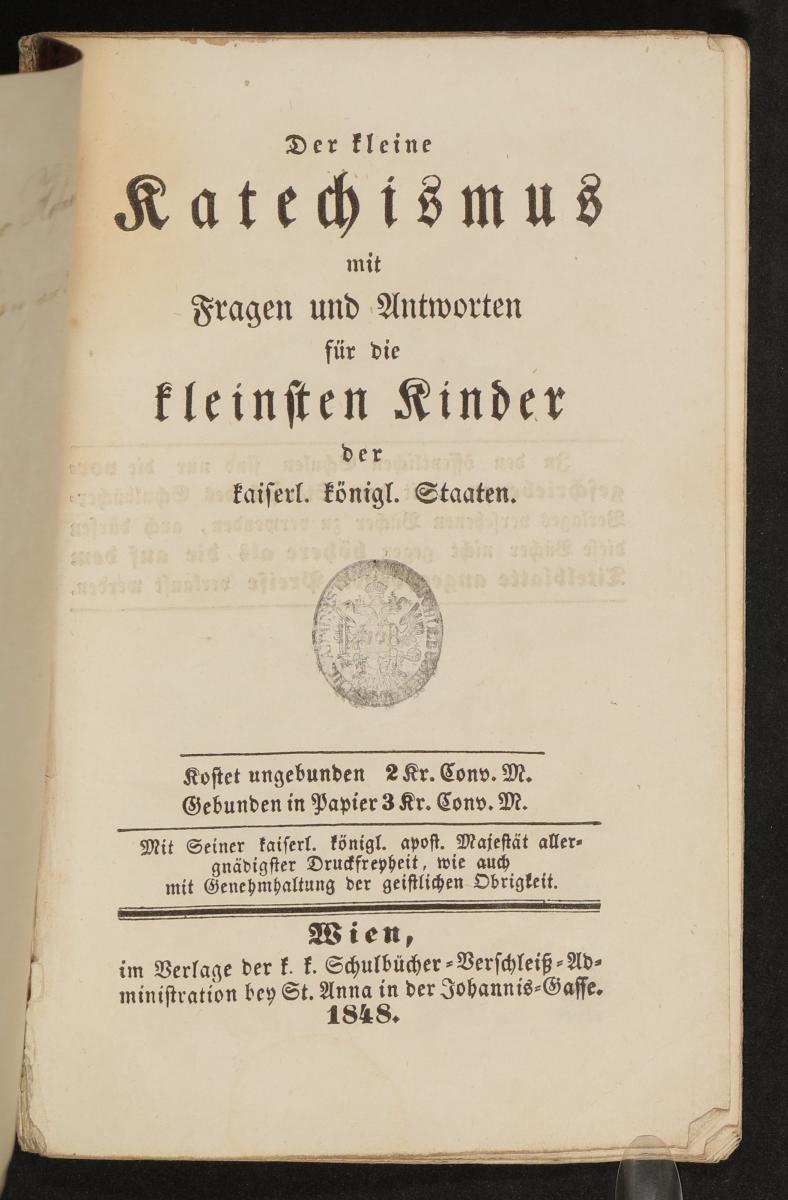 Der kleine
Katechismus
mit
Fragen und Antworten
für die
kleinsten Kinder
der
kaiserl. königl. Staaten.
Kostet ungebunden 2 Kr. Conv. M.
Gebunden in Papier 3 Kr. Conv. M.
Mit Seiner kaiserl. königl. apost. Majestät aller-
gnädigster Druckfreyheit, wie auch
mit Genehmhaltung der geistlichen Obrigkeit.
Wien,
im Verlage der k. k. Schulbücher-Verschleiß-Ad-
ministration bey St. Anna in der Johannis-Gasse.
1848.